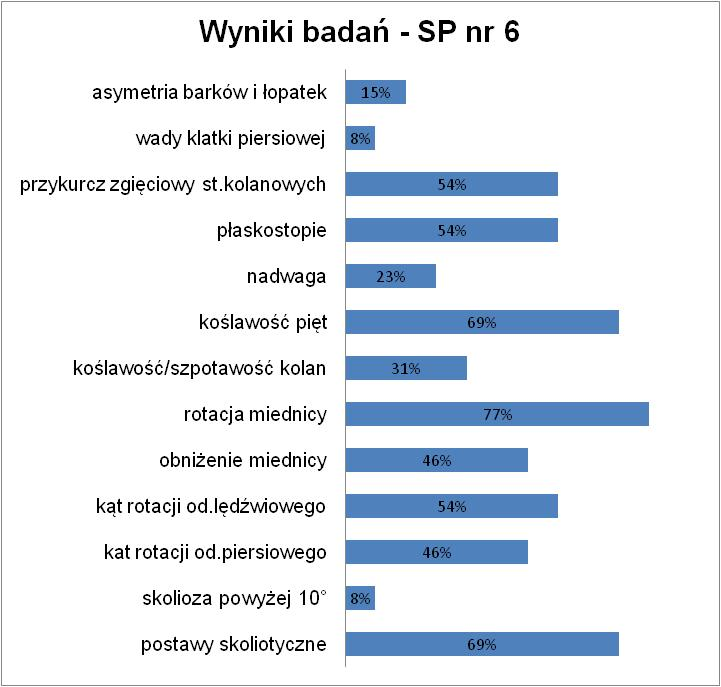 Wyniki badań - SP nr 6
asymetria barków i łopatek 15%
wady klatki piersiowej 8%
przykurcz zgięciowy st.kolanowych 54%
płaskostopie 54%
nadwaga 23%
koślawość pięt 69%
koślawość/szpotawość kolan 31%
rotacja miednicy 77%
obniżenie miednicy 46%
kąt rotacji od.lędźwiowego 54%
kat rotacji od.piersiowego 46%
skolioza powyżej 10° 8%
postawy skoliotyczne 69%